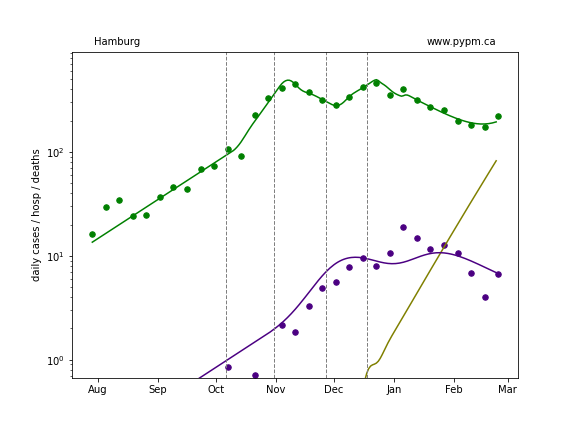 Hamburg
www.pypm.ca
daily cases / hosp / deaths
10²
10¹
10⁰
Aug
Sep
Oct
Nov
Dec
Jan
Feb
Mar